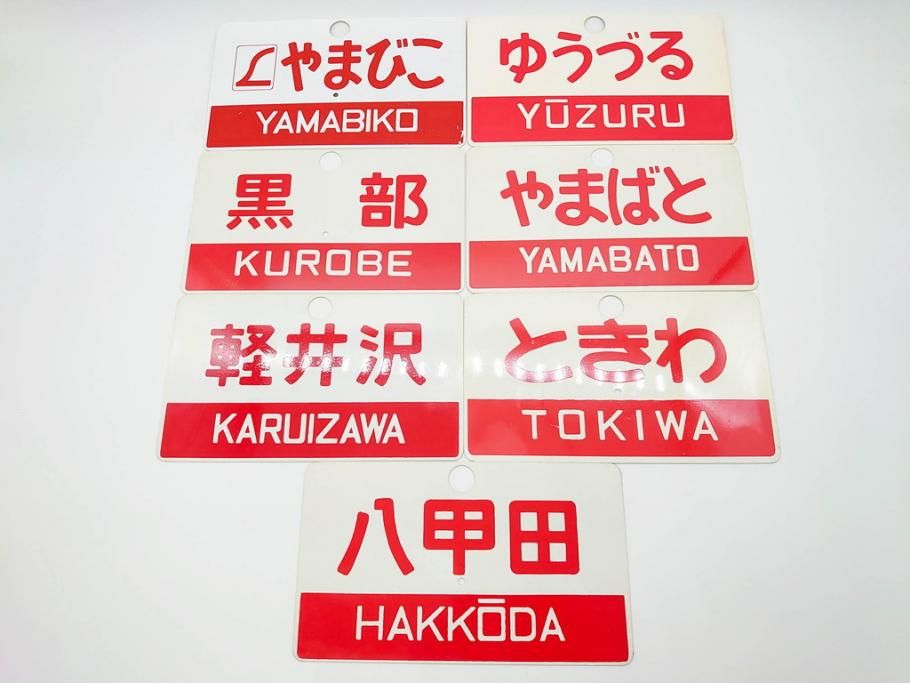 やまびこ
YAMABIKO
ゆうづる
YŪZURU
黒 部
KUROBE
やまばと
YAMABATO
軽井沢
KARUIZAWA
ときわ
TOKIWA
八甲田
HAKKŌDA